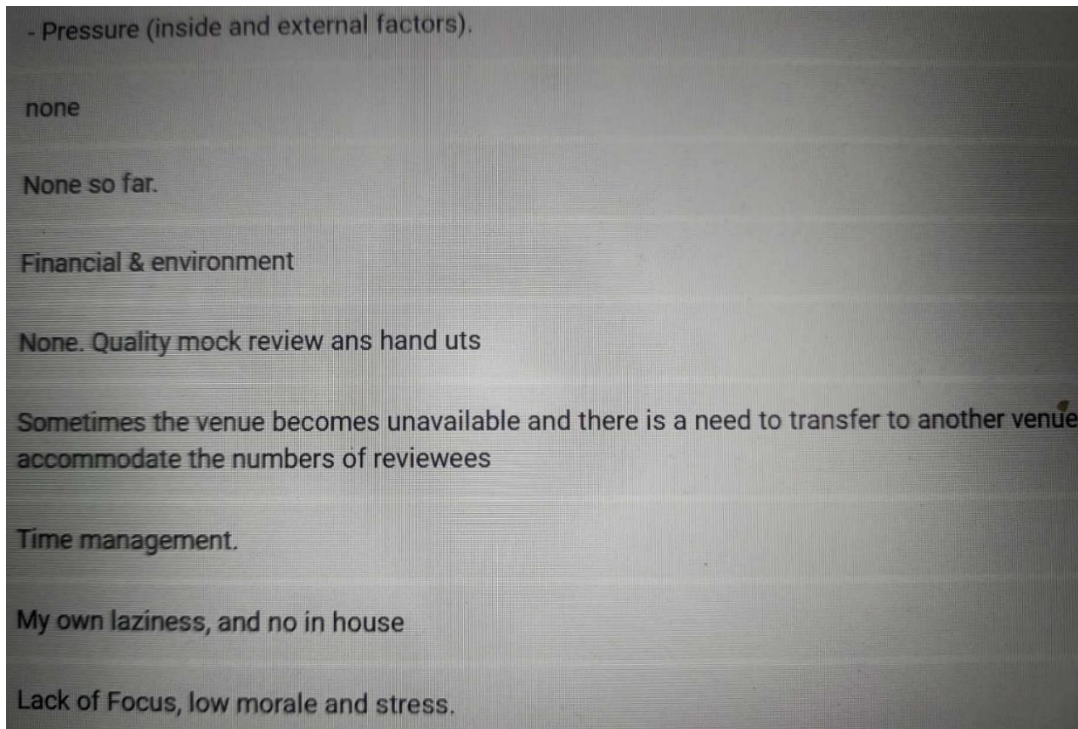 - Pressure (inside and external factors).
none
None so far.
Financial & environment
None. Quality mock review ans hand uts
Sometimes the venue becomes unavailable and there is a need to transfer to another venue
accommodate the numbers of reviewees
Time management.
My own laziness, and no in house
Lack of Focus, low morale and stress.